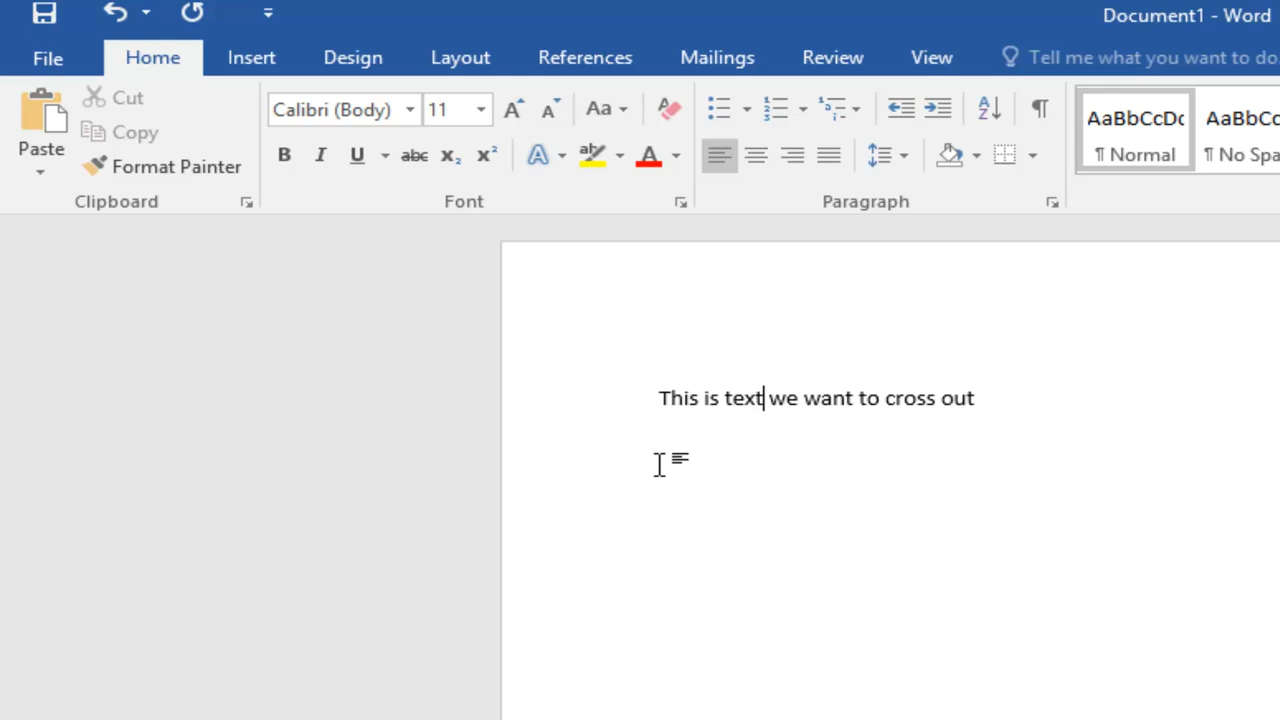 Document1 - Word
File Home Insert Design Layout References Mailings Review View Tell me what you want to do
Cut
Copy
Paste
Format Painter
Clipboard
Calibri (Body) 11 A A Aa A
B I U abc X₂ X² A ab A
Font
A Z ¶
Paragraph
AaBbCcDc AaBbCc
¶ Normal ¶ No Spa
This is text we want to cross out